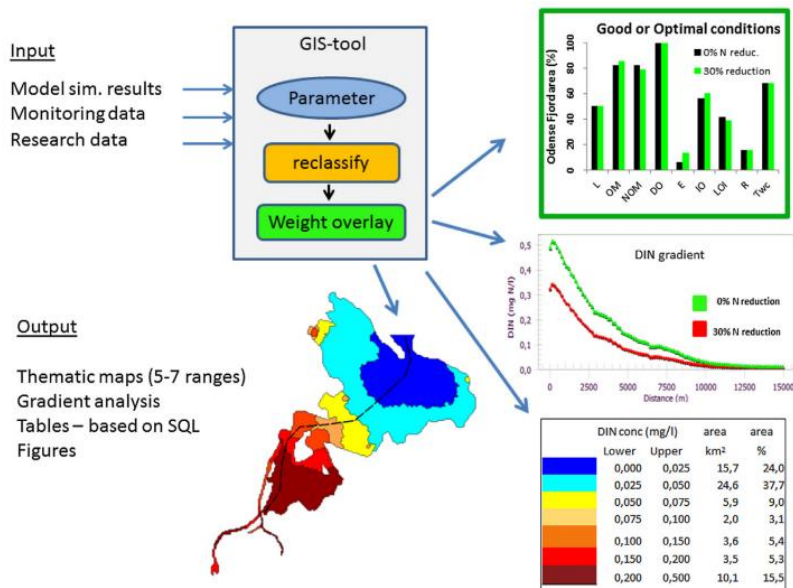 Input
Model sim. results
Monitoring data
Research data
GIS-tool
Parameter
reclassify
Weight overlay
Good or Optimal conditions
Odense Fjord area (%)
100
80
60
40
20
0
0% N reduc.
30% reduction
L
OM
NOM
DO
E
IO
LOI
R
Twc
DIN gradient
DIN (mg N/l)
0,5
0,4
0,3
0,2
0,1
0,0
0% N reduction
30% N reduction
0 2500 5000 7500 10000 12500 15000
Distance (m)
Output
Thematic maps (5-7 ranges)
Gradient analysis
Tables – based on SQL
Figures
DIN conc (mg/l) area area
Lower Upper km² %
0,000 0,025 15,7 24,0
0,025 0,050 24,6 37,7
0,050 0,075 5,9 9,0
0,075 0,100 2,0 3,1
0,100 0,150 3,6 5,4
0,150 0,200 3,5 5,3
0,200 0,500 10,1 15,5